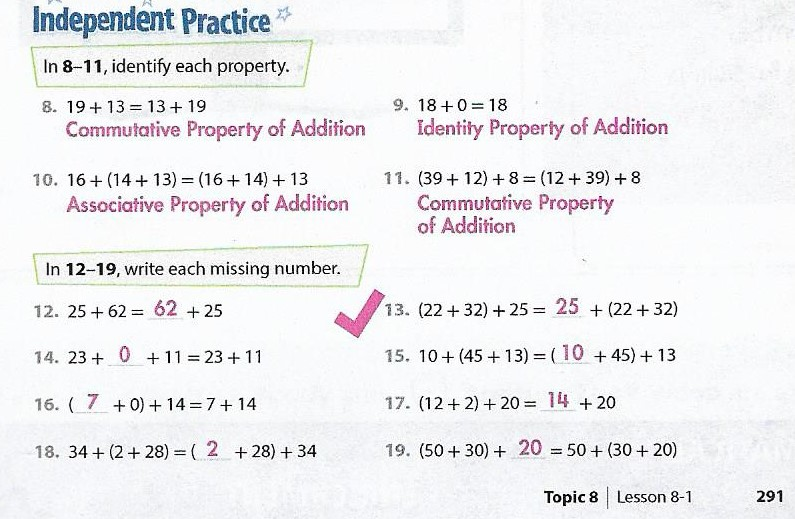 Independent Practice
In 8–11, identify each property.
8. 19 + 13 = 13 + 19
Commutative Property of Addition
9. 18 + 0 = 18
Identity Property of Addition
10. 16 + (14 + 13) = (16 + 14) + 13
Associative Property of Addition
11. (39 + 12) + 8 = (12 + 39) + 8
Commutative Property
of Addition
In 12–19, write each missing number.
12. 25 + 62 = 62 + 25
13. (22 + 32) + 25 = 25 + (22 + 32)
14. 23 + 0 + 11 = 23 + 11
15. 10 + (45 + 13) = (10 + 45) + 13
16. (7 + 0) + 14 = 7 + 14
17. (12 + 2) + 20 = 14 + 20
18. 34 + (2 + 28) = (2 + 28) + 34
19. (50 + 30) + 20 = 50 + (30 + 20)
Topic 8 | Lesson 8-1 291